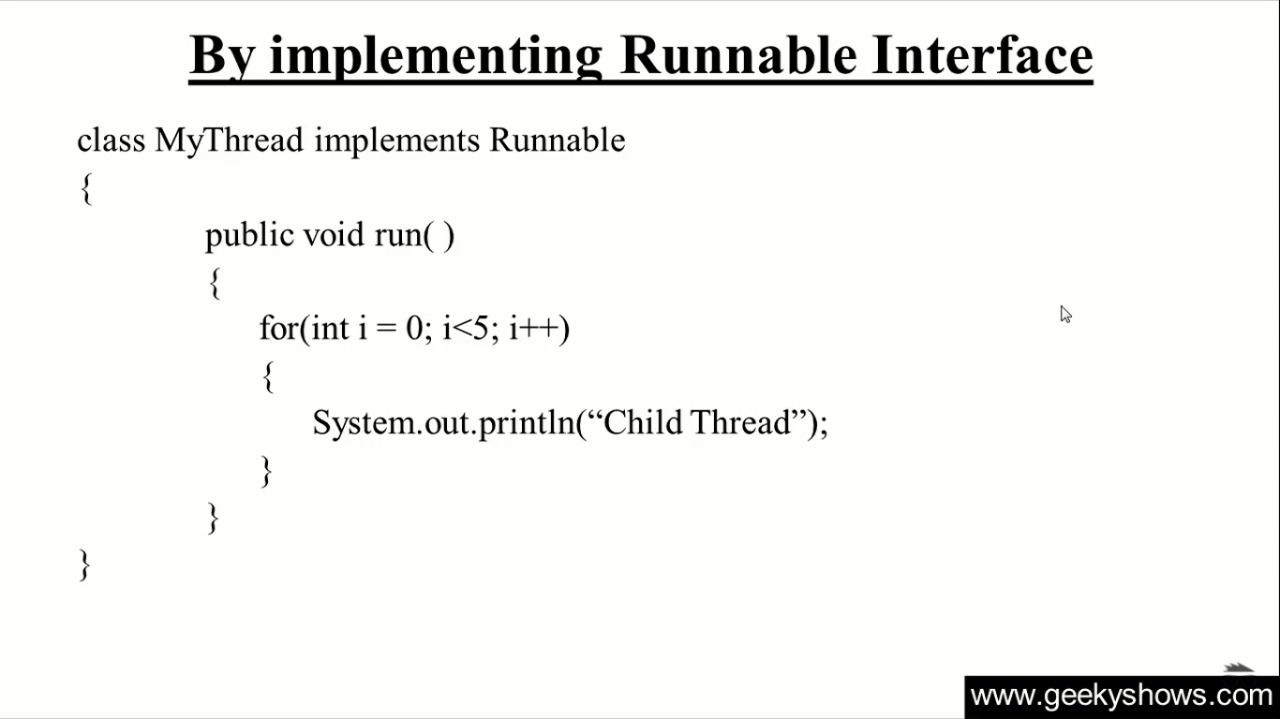 By implementing Runnable Interface
class MyThread implements Runnable
{
public void run( )
{
for(int i = 0; i<5; i++)
{
System.out.println(“Child Thread”);
}
}
}
www.geekyshows.com